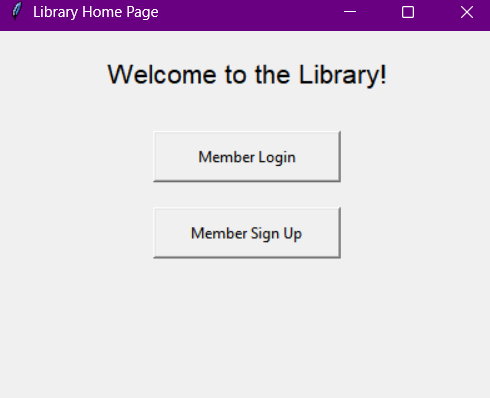 Library Home Page
Welcome to the Library!
Member Login
Member Sign Up